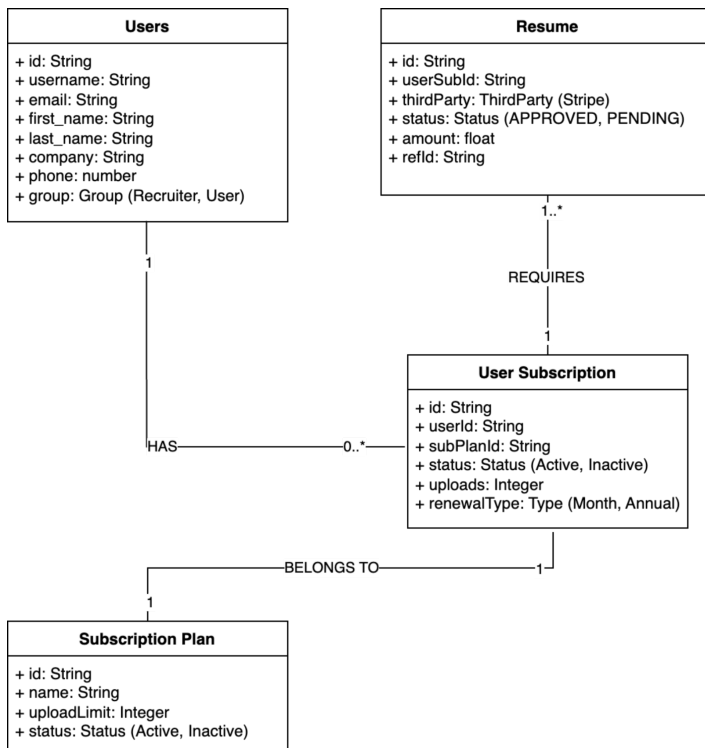 Users
+ id: String
+ username: String
+ email: String
+ first_name: String
+ last_name: String
+ company: String
+ phone: number
+ group: Group (Recruiter, User)
Resume
+ id: String
+ userSubId: String
+ thirdParty: ThirdParty (Stripe)
+ status: Status (APPROVED, PENDING)
+ amount: float
+ refId: String
1
1..*
REQUIRES
1
HAS
0..*
User Subscription
+ id: String
+ userId: String
+ subPlanId: String
+ status: Status (Active, Inactive)
+ uploads: Integer
+ renewalType: Type (Month, Annual)
BELONGS TO
1
1
Subscription Plan
+ id: String
+ name: String
+ uploadLimit: Integer
+ status: Status (Active, Inactive)